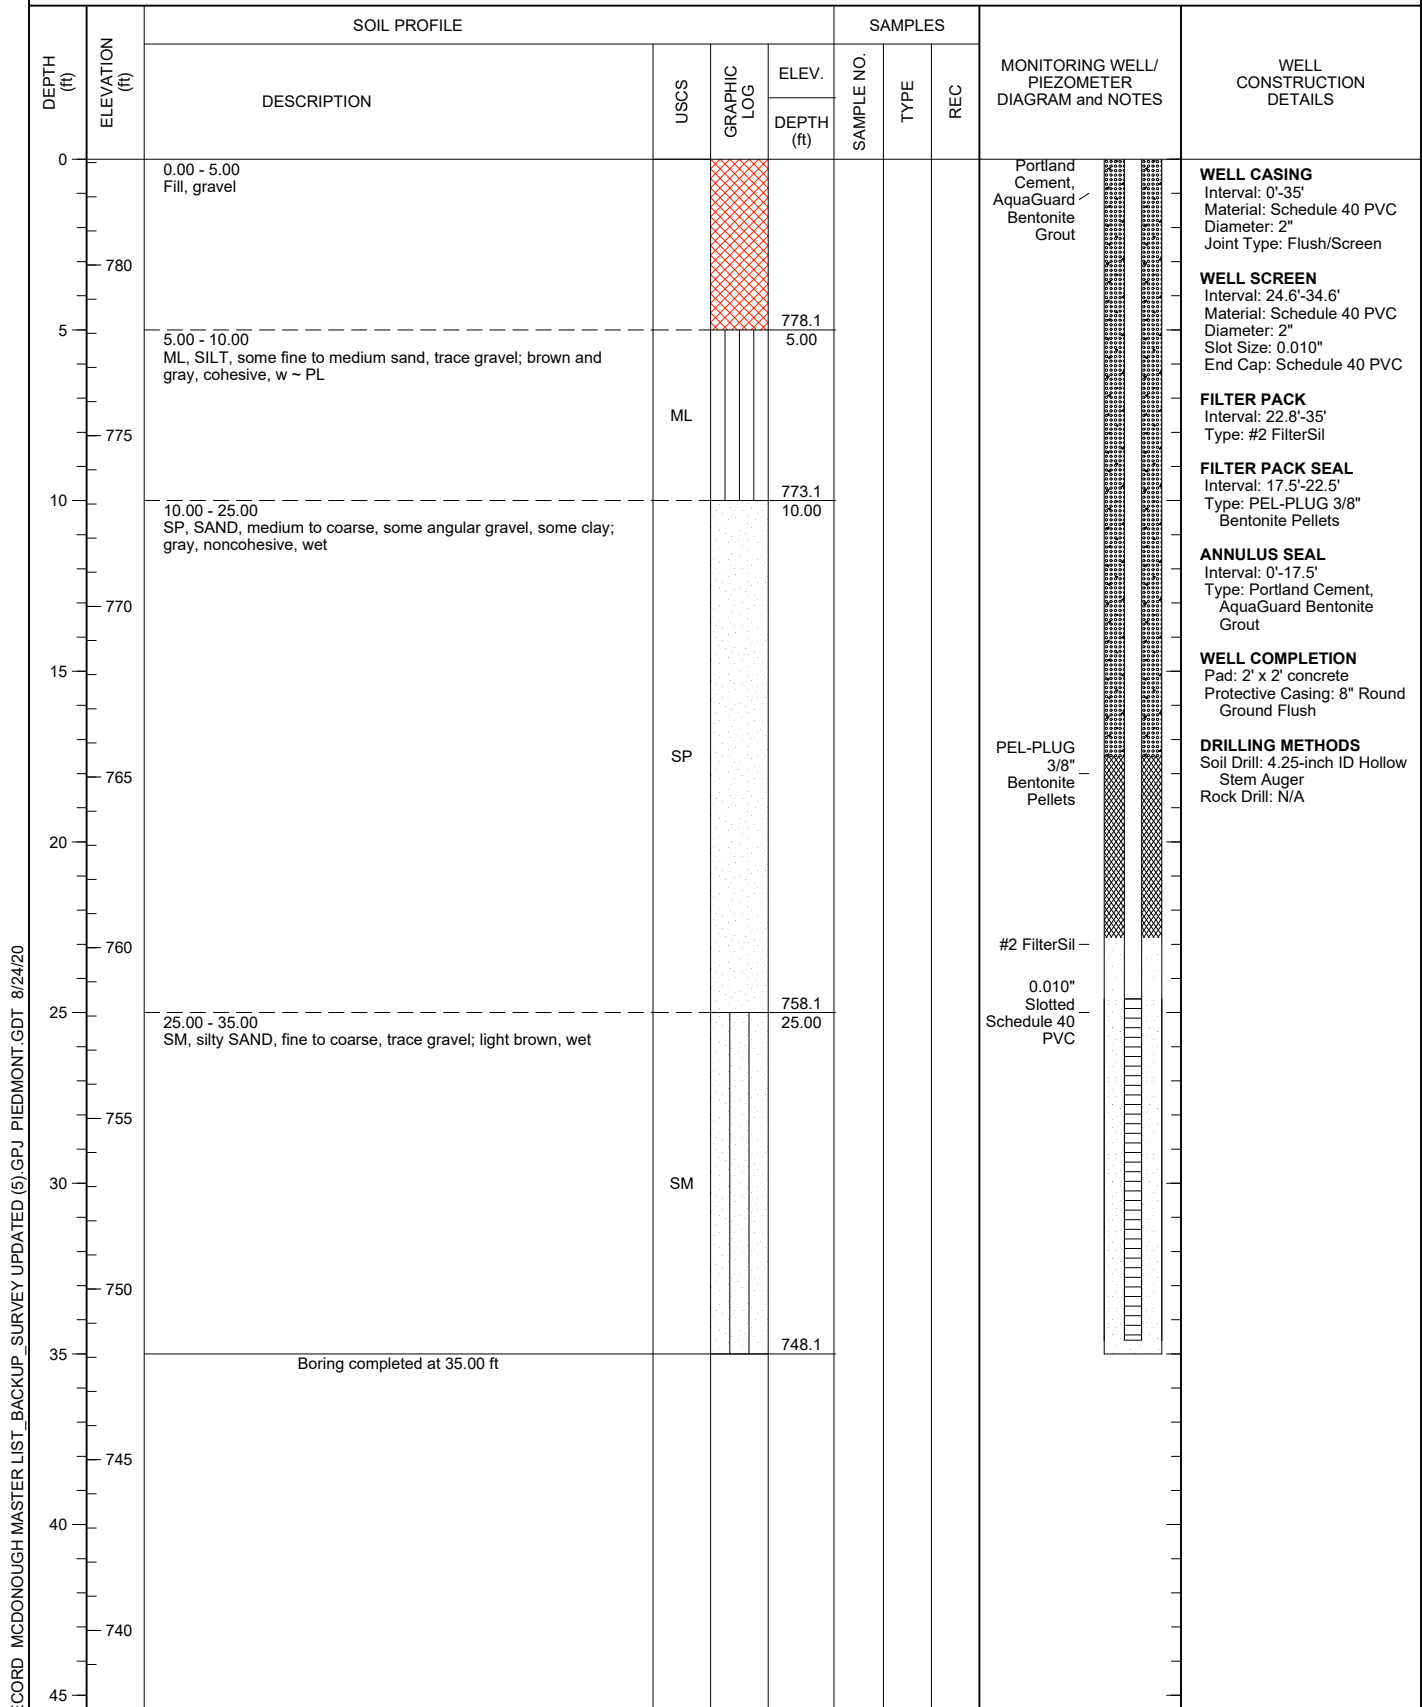 SOIL PROFILE
SAMPLES
DEPTH
(ft)
ELEVATION
(ft)
DESCRIPTION
USCS
GRAPHIC
LOG
ELEV.
DEPTH
(ft)
SAMPLE NO.
TYPE
REC
MONITORING WELL/
PIEZOMETER
DIAGRAM and NOTES
WELL
CONSTRUCTION
DETAILS
0
5
10
15
20
25
30
35
40
45
780
775
770
765
760
755
750
745
740
0.00 - 5.00
Fill, gravel
778.1
5.00
5.00 - 10.00
ML, SILT, some fine to medium sand, trace gravel; brown and
gray, cohesive, w ~ PL
ML
773.1
10.00
10.00 - 25.00
SP, SAND, medium to coarse, some angular gravel, some clay;
gray, noncohesive, wet
SP
758.1
25.00
25.00 - 35.00
SM, silty SAND, fine to coarse, trace gravel; light brown, wet
SM
748.1
Boring completed at 35.00 ft
Portland
Cement,
AquaGuard
Bentonite
Grout
PEL-PLUG
3/8"
Bentonite
Pellets
#2 FilterSil
0.010"
Slotted
Schedule 40
PVC
WELL CASING
Interval: 0'-35'
Material: Schedule 40 PVC
Diameter: 2"
Joint Type: Flush/Screen
WELL SCREEN
Interval: 24.6'-34.6'
Material: Schedule 40 PVC
Diameter: 2"
Slot Size: 0.010"
End Cap: Schedule 40 PVC
FILTER PACK
Interval: 22.8'-35'
Type: #2 FilterSil
FILTER PACK SEAL
Interval: 17.5'-22.5'
Type: PEL-PLUG 3/8"
Bentonite Pellets
ANNULUS SEAL
Interval: 0'-17.5'
Type: Portland Cement,
AquaGuard Bentonite
Grout
WELL COMPLETION
Pad: 2' x 2' concrete
Protective Casing: 8" Round
Ground Flush
DRILLING METHODS
Soil Drill: 4.25-inch ID Hollow
Stem Auger
Rock Drill: N/A
MCDONOUGH MASTER LIST_BACKUP_SURVEY UPDATED (5).GPJ PIEDMONT.GDT 8/24/20